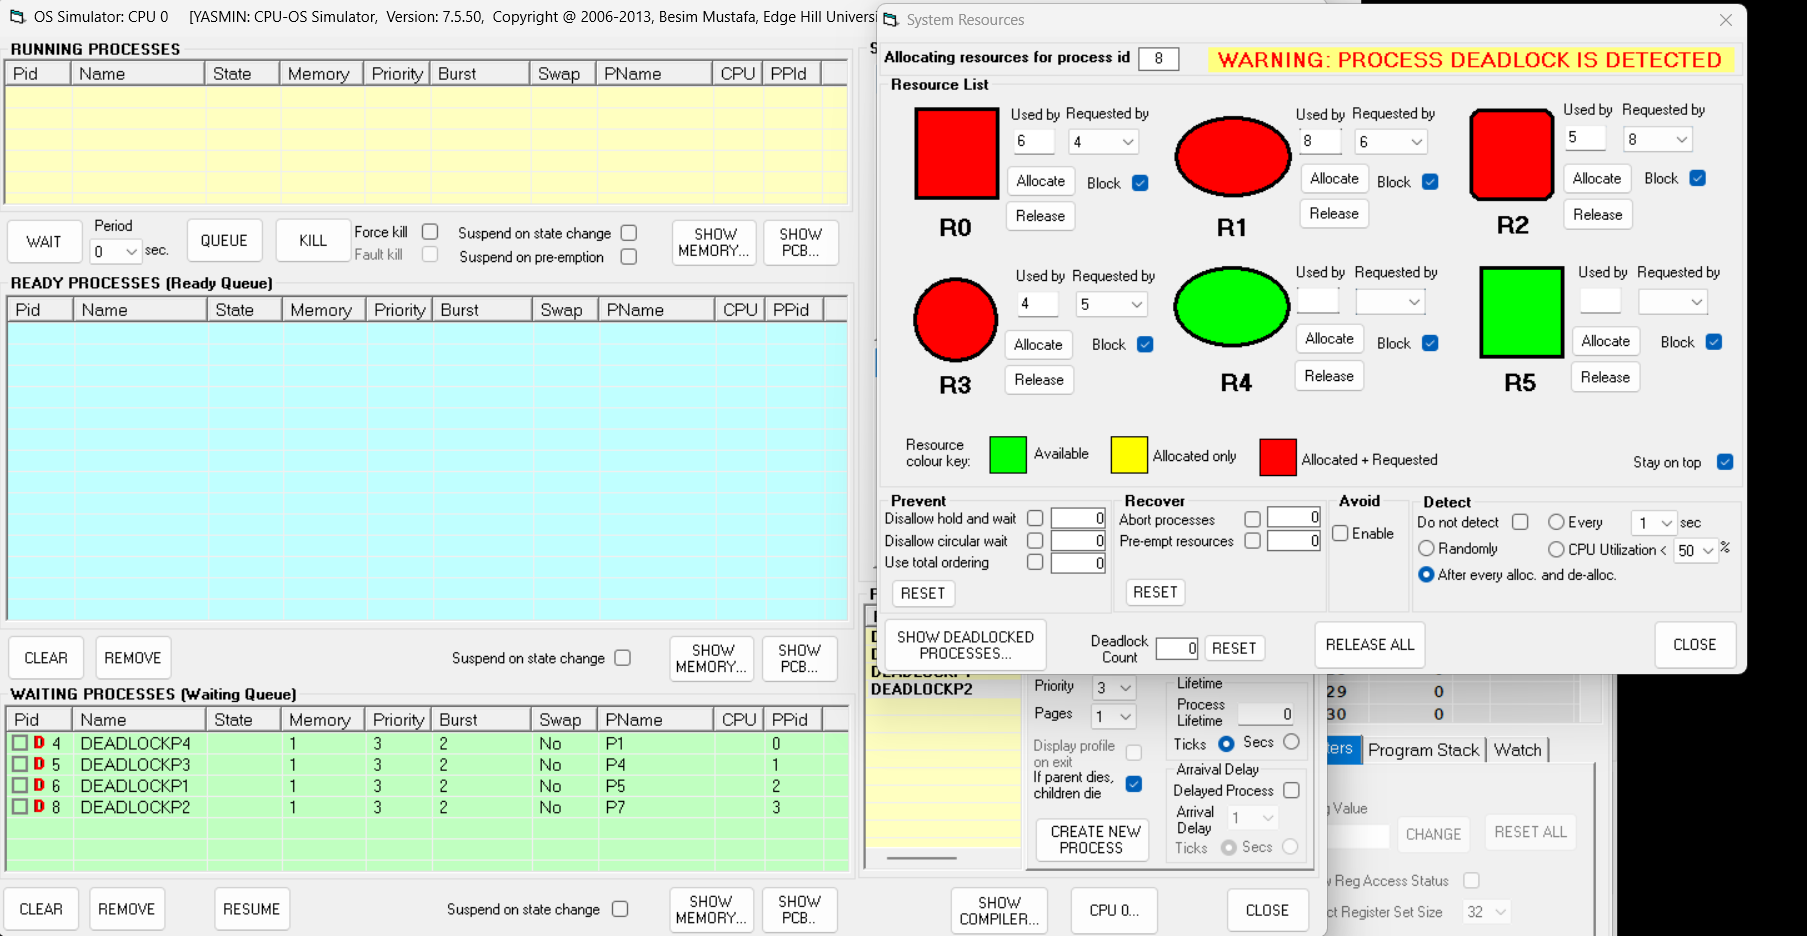 OS Simulator: CPU 0 [YASMIN: CPU-OS Simulator, Version: 7.5.50, Copyright @ 2006-2013, Besim Mustafa, Edge Hill Universi
RUNNING PROCESSES
Pid Name State Memory Priority Burst Swap PName CPU PPId
WAIT
Period
0 sec.
QUEUE
KILL
Force kill
Fault kill
Suspend on state change
Suspend on pre-emption
SHOW
MEMORY...
SHOW
PCB...
READY PROCESSES (Ready Queue)
Pid Name State Memory Priority Burst Swap PName CPU PPid
CLEAR
REMOVE
Suspend on state change
SHOW
MEMORY...
SHOW
PCB...
WAITING PROCESSES (Waiting Queue)
Pid Name State Memory Priority Burst Swap PName CPU PPid
D 4 DEADLOCKP4 1 3 2 No P1 0
D 5 DEADLOCKP3 1 3 2 No P4 1
D 6 DEADLOCKP1 1 3 2 No P5 2
D 8 DEADLOCKP2 1 3 2 No P7 3
CLEAR
REMOVE
RESUME
Suspend on state change
SHOW
MEMORY...
SHOW
PCB..
System Resources
Allocating resources for process id 8
WARNING: PROCESS DEADLOCK IS DETECTED
Resource List
Used by Requested by
6 4
Allocate Block
Release
R0
Used by Requested by
8 6
Allocate Block
Release
R1
Used by Requested by
5 8
Allocate Block
Release
R2
Used by Requested by
4 5
Allocate Block
Release
R3
Used by Requested by
Allocate Block
Release
R4
Used by Requested by
Allocate Block
Release
R5
Resource
colour key:
Available
Allocated only
Allocated + Requested
Stay on top
Prevent
Disallow hold and wait 0
Disallow circular wait 0
Use total ordering 0
RESET
Recover
Abort processes 0
Pre-empt resources 0
RESET
Avoid
Enable
Detect
Do not detect Every 1 sec
Randomly CPU Utilization < 50 %
After every alloc. and de-alloc.
SHOW DEADLOCKED
PROCESSES...
Deadlock
Count 0
RESET
RELEASE ALL
CLOSE
DEADLOCKP2
Priority 3
Pages 1
Display profile
on exit
If parent dies,
children die
CREATE NEW
PROCESS
Lifetime
Process
Lifetime 0
Ticks Secs
Arraival Delay
Delayed Process
Arrival
Delay 1
Ticks Secs
SHOW
COMPILER...
CPU 0...
CLOSE
29 0
30 0
ters Program Stack Watch
g Value
CHANGE
RESET ALL
Reg Access Status
ct Register Set Size 32